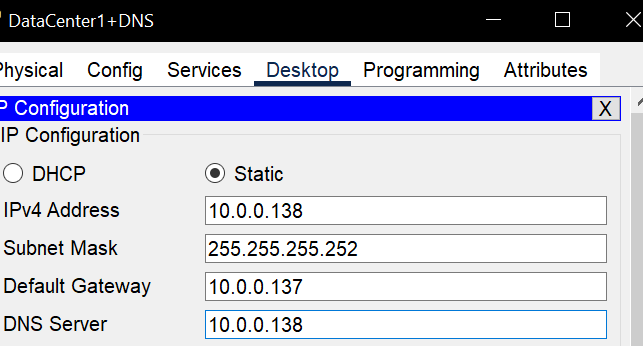 DataCenter1+DNS
Physical Config Services Desktop Programming Attributes
P Configuration X
IP Configuration
DHCP Static
IPv4 Address 10.0.0.138
Subnet Mask 255.255.255.252
Default Gateway 10.0.0.137
DNS Server 10.0.0.138